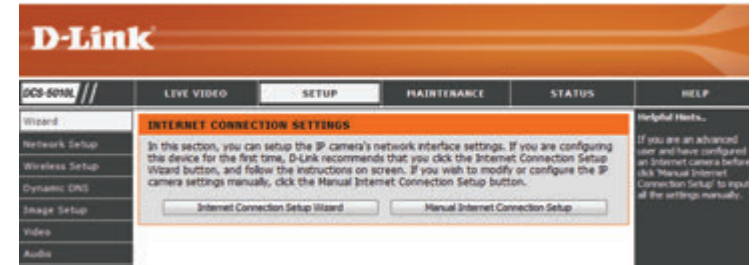 D-Link
DCS-5010L // LIVE VIDEO SETUP MAINTENANCE STATUS HELP
Wizard
Network Setup
Wireless Setup
Dynamic DNS
Image Setup
Video
Audio
INTERNET CONNECTION SETTINGS
In this section, you can setup the IP camera's network interface settings. If you are configuring
this device for the first time, D-Link recommends that you click the Internet Connection Setup
Wizard button, and follow the instructions on screen. If you wish to modify or configure the IP
camera settings manually, click the Manual Internet Connection Setup button.
Internet Connection Setup Wizard Manual Internet Connection Setup
Helpful Hints..
If you are an advanced
user and have configured
an Internet camera before
click 'Manual Internet
Connection Setup' to input
all the settings manually.